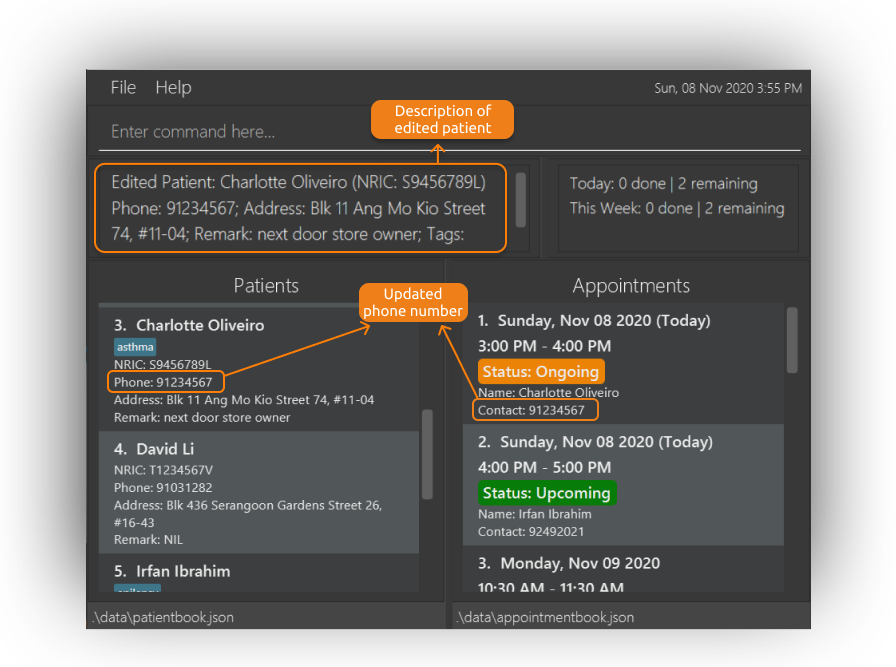 File Help
Sun, 08 Nov 2020 3:55 PM
Description of
edited patient
Enter command here...
Edited Patient: Charlotte Oliveiro (NRIC: S9456789L)
Phone: 91234567; Address: Blk 11 Ang Mo Kio Street
74, #11-04; Remark: next door store owner; Tags:
Today: 0 done | 2 remaining
This Week: 0 done | 2 remaining
Patients
Updated
phone number
3. Charlotte Oliveiro
asthma
NRIC: S9456789L
Phone: 91234567
Address: Blk 11 Ang Mo Kio Street 74, #11-04
Remark: next door store owner
4. David Li
NRIC: T1234567V
Phone: 91031282
Address: Blk 436 Serangoon Gardens Street 26,
#16-43
Remark: NIL
5. Irfan Ibrahim
epilepsy
Appointments
1. Sunday, Nov 08 2020 (Today)
3:00 PM - 4:00 PM
Status: Ongoing
Name: Charlotte Oliveiro
Contact: 91234567
2. Sunday, Nov 08 2020 (Today)
4:00 PM - 5:00 PM
Status: Upcoming
Name: Irfan Ibrahim
Contact: 92492021
3. Monday, Nov 09 2020
10:30 AM - 11:30 AM
.\data\patientbook.json
.\data\appointmentbook.json